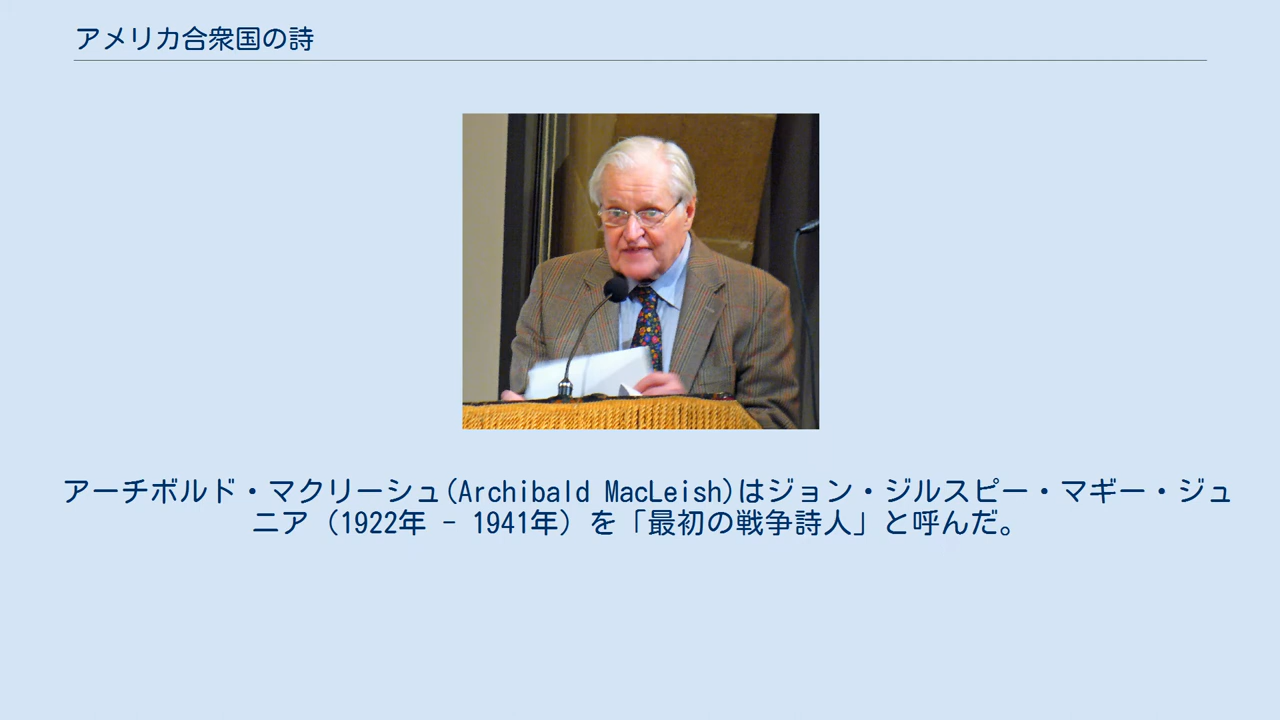 アメリカ合衆国の詩
アーチボルド・マクリーシュ(Archibald MacLeish)はジョン・ジルスピー・マギー・ジュ
ニア（1922年 - 1941年）を「最初の戦争詩人」と呼んだ。